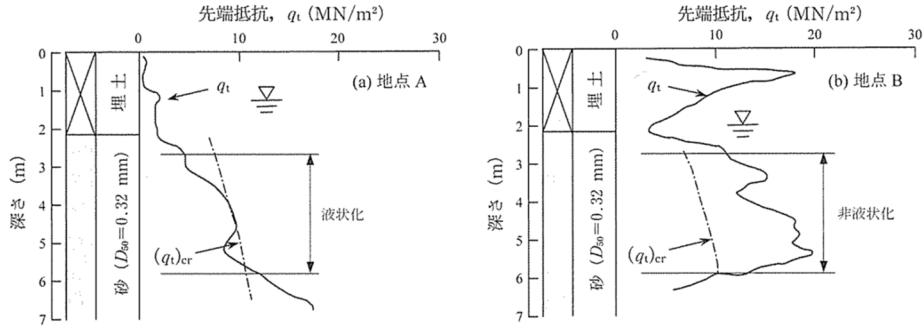 先端抵抗, qt (MN/m²)
0 10 20 30
(a) 地点A
qt
埋土
砂 (D50=0.32 mm)
深さ (m)
0
1
2
3
4
5
6
7
液状化
(qt)cr
先端抵抗, qt (MN/m²)
0 10 20 30
(b) 地点B
qt
埋土
砂 (D50=0.32 mm)
深さ (m)
0
1
2
3
4
5
6
7
非液状化
(qt)cr